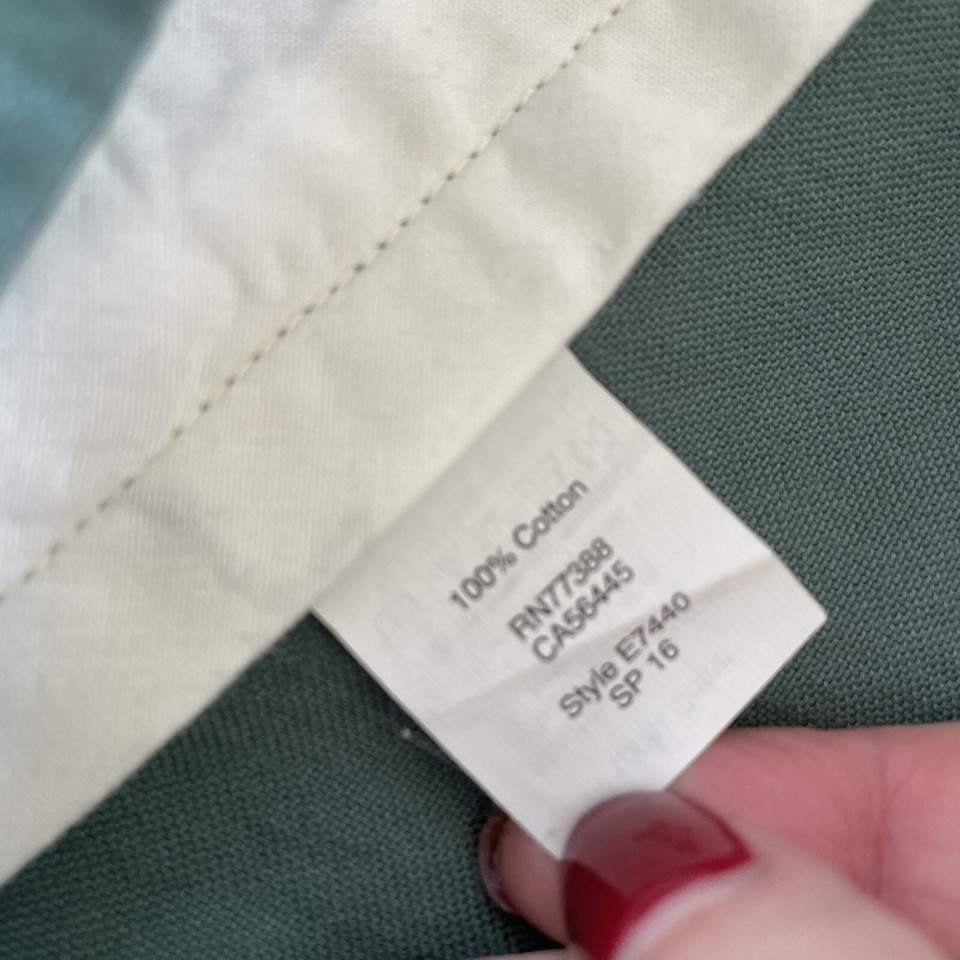 100% Cotton
RN77388
CA56445
Style E7440
SP 16